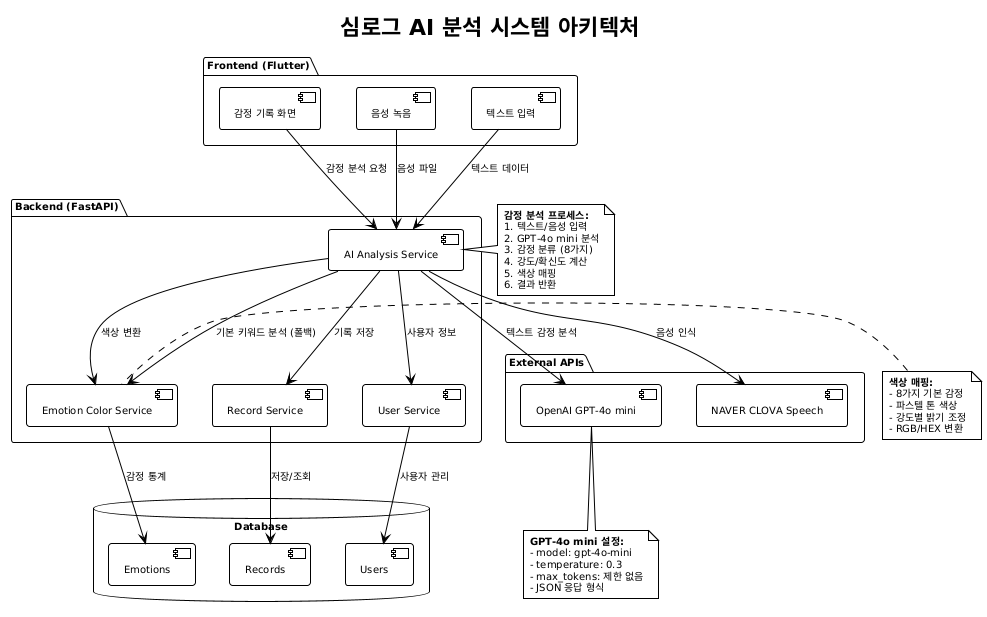 심로그 AI 분석 시스템 아키텍처
Frontend (Flutter)
감정 기록 화면
음성 녹음
텍스트 입력
감정 분석 요청
음성 파일
텍스트 데이터
Backend (FastAPI)
AI Analysis Service
감정 분석 프로세스:
1. 텍스트/음성 입력
2. GPT-4o mini 분석
3. 감정 분류 (8가지)
4. 강도/확신도 계산
5. 색상 매핑
6. 결과 반환
색상 변환
기본 키워드 분석 (폴백)
기록 저장
사용자 정보
텍스트 감정 분석
음성 인식
External APIs
Emotion Color Service
Record Service
User Service
OpenAI GPT-4o mini
NAVER CLOVA Speech
색상 매핑:
- 8가지 기본 감정
- 파스텔 톤 색상
- 강도별 밝기 조정
- RGB/HEX 변환
감정 통계
저장/조회
사용자 관리
Database
Emotions
Records
Users
GPT-4o mini 설정:
- model: gpt-4o-mini
- temperature: 0.3
- max_tokens: 제한 없음
- JSON 응답 형식